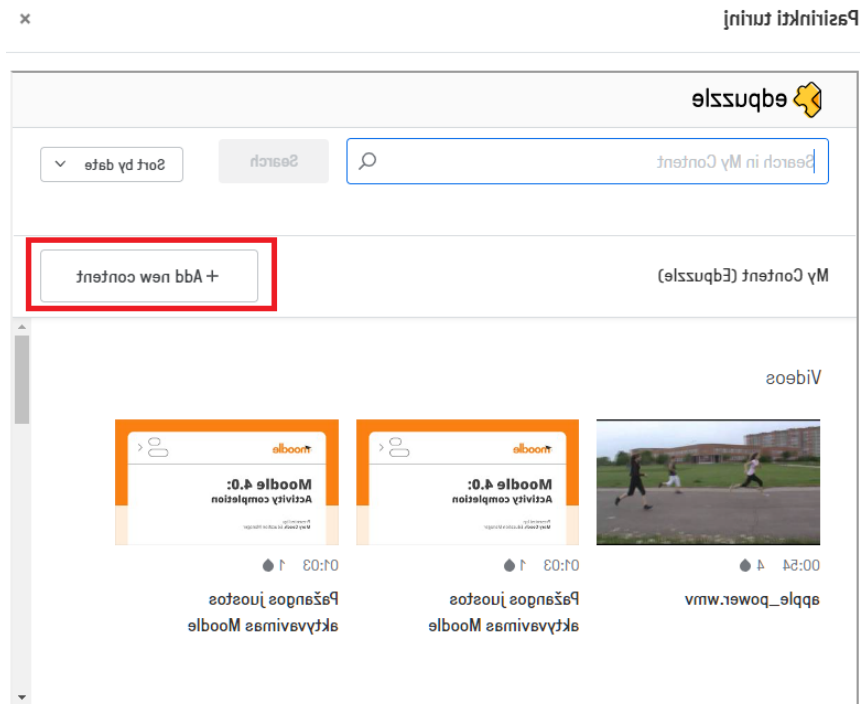 Pasirinkti turinį
×
edpuzzle
Search in My Content
Search
Sort by date
My Content (Edpuzzle)
+ Add new content
Videos
moodle
Moodle 4.0:
Activity completion
moodle
Moodle 4.0:
Activity completion
00:54 4
01:03 1
01:03 1
apple_power.wmv
Pažangos juostos
aktyvavimas Moodle
Pažangos juostos
aktyvavimas Moodle